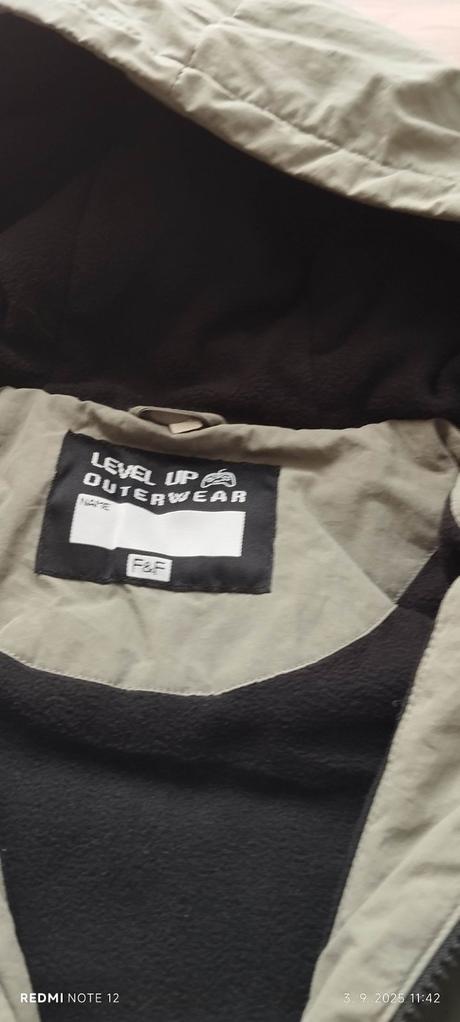 LEVEL UP
OUTERWEAR
NAME
F&F
REDMI NOTE 12
3. 9. 2025 11:42